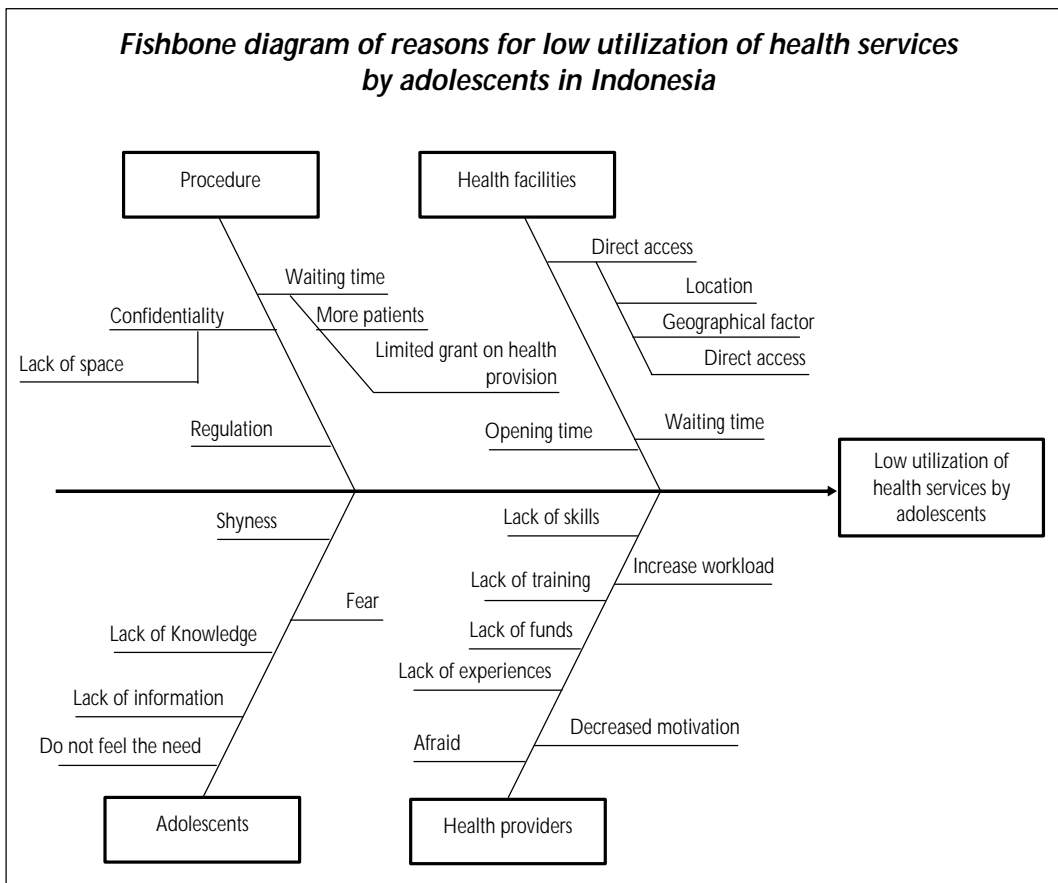 Fishbone diagram of reasons for low utilization of health services
by adolescents in Indonesia
Procedure
Health facilities
Waiting time
Confidentiality
More patients
Lack of space
Limited grant on health
provision
Regulation
Direct access
Location
Geographical factor
Direct access
Opening time
Waiting time
Low utilization of
health services by
adolescents
Shyness
Fear
Lack of Knowledge
Lack of information
Do not feel the need
Adolescents
Lack of skills
Increase workload
Lack of training
Lack of funds
Lack of experiences
Decreased motivation
Afraid
Health providers